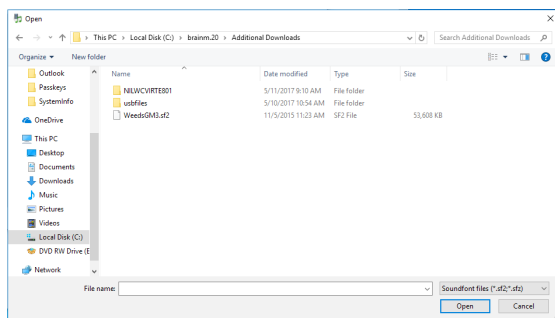 Open
This PC > Local Disk (C:) > brainm.20 > Additional Downloads
Search Additional Downloads
Organize
New folder
Name
Date modified
Type
Size
Outlook
Passkeys
SystemInfo
OneDrive
This PC
Desktop
Documents
Downloads
Music
Pictures
Videos
Local Disk (C:)
DVD RW Drive (E
Network
NILWCVIRTE801 5/11/2017 9:10 AM File folder
usbfiles 5/10/2017 10:54 AM File folder
WeedsGM3.sf2 11/5/2015 11:23 AM SF2 File 53,608 KB
File name:
Soundfont files (*.sf2;*.sfz)
Open
Cancel